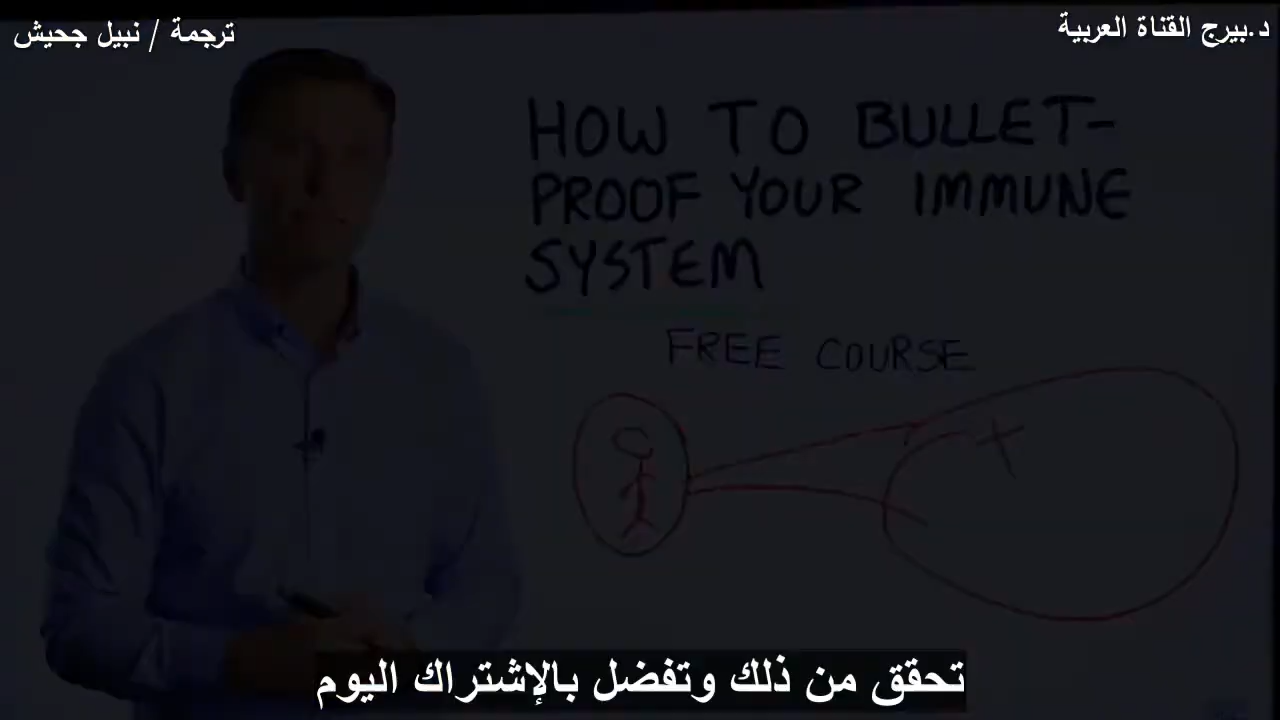 د.بيرج القناة العربية
ترجمة / نبيل جحيش
HOW TO BULLET-
PROOF YOUR IMMUNE
SYSTEM
FREE COURSE
تحقق من ذلك وتفضل بالإشتراك اليوم